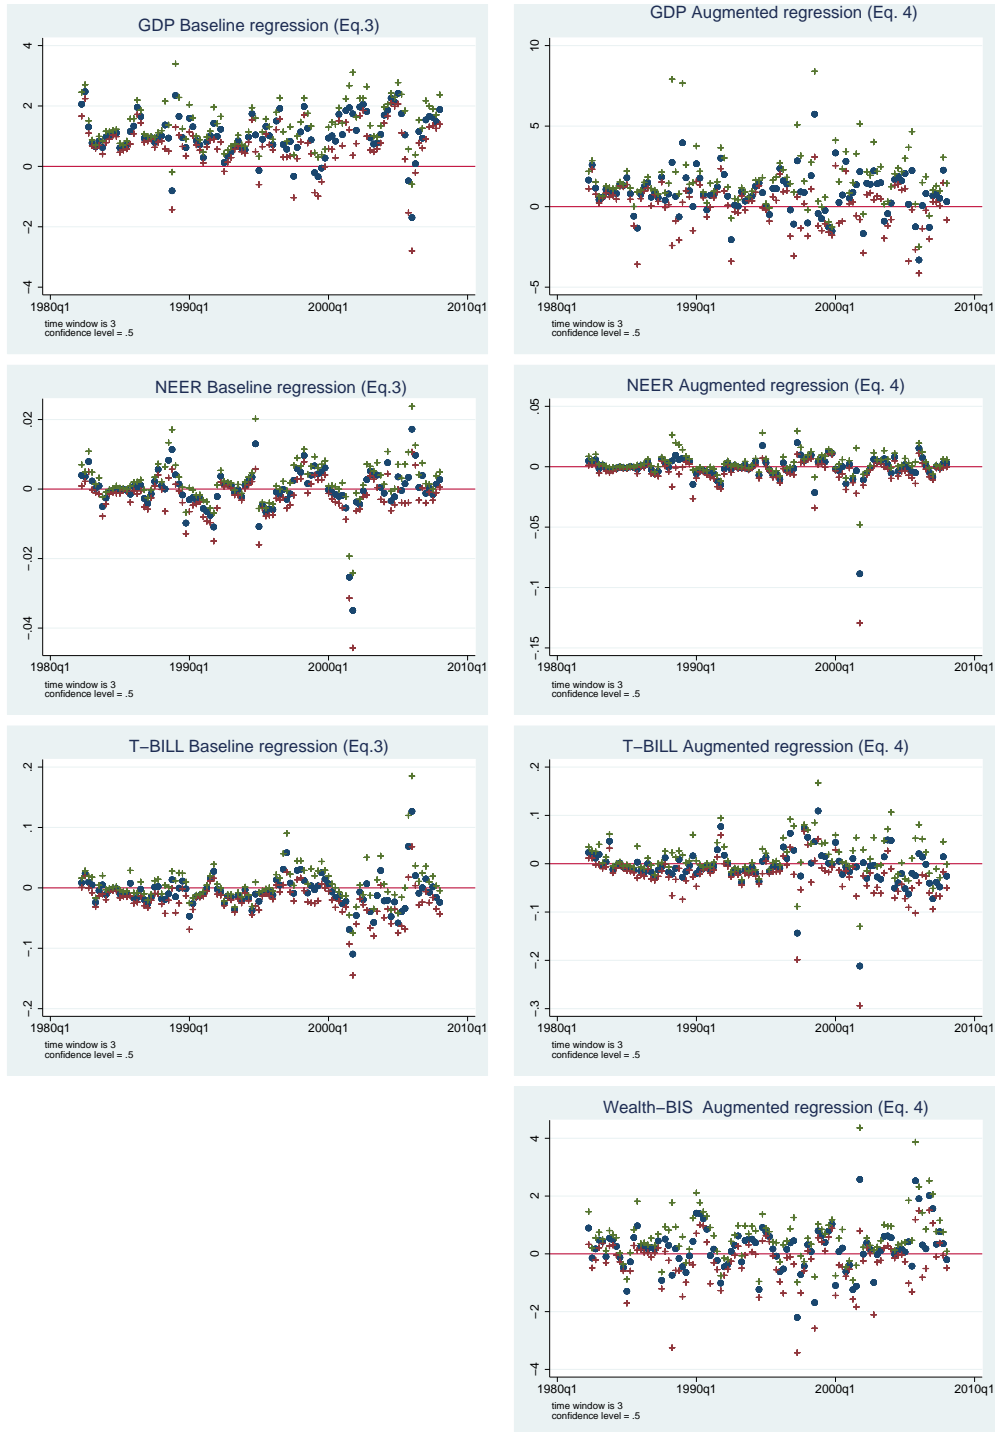 GDP Baseline regression (Eq.3)
4
2
0
−2
−4
1980q1 1990q1 2000q1 2010q1
time window is 3
confidence level = .5
GDP Augmented regression (Eq. 4)
10
5
0
−5
1980q1 1990q1 2000q1 2010q1
time window is 3
confidence level = .5
NEER Baseline regression (Eq.3)
.02
0
−.02
−.04
1980q1 1990q1 2000q1 2010q1
time window is 3
confidence level = .5
NEER Augmented regression (Eq. 4)
.05
0
−.05
−.1
−.15
1980q1 1990q1 2000q1 2010q1
time window is 3
confidence level = .5
T−BILL Baseline regression (Eq.3)
.2
.1
0
−.1
−.2
1980q1 1990q1 2000q1 2010q1
time window is 3
confidence level = .5
T−BILL Augmented regression (Eq. 4)
.2
.1
0
−.1
−.2
−.3
1980q1 1990q1 2000q1 2010q1
time window is 3
confidence level = .5
Wealth−BIS  Augmented regression (Eq. 4)
4
2
0
−2
−4
1980q1 1990q1 2000q1 2010q1
time window is 3
confidence level = .5